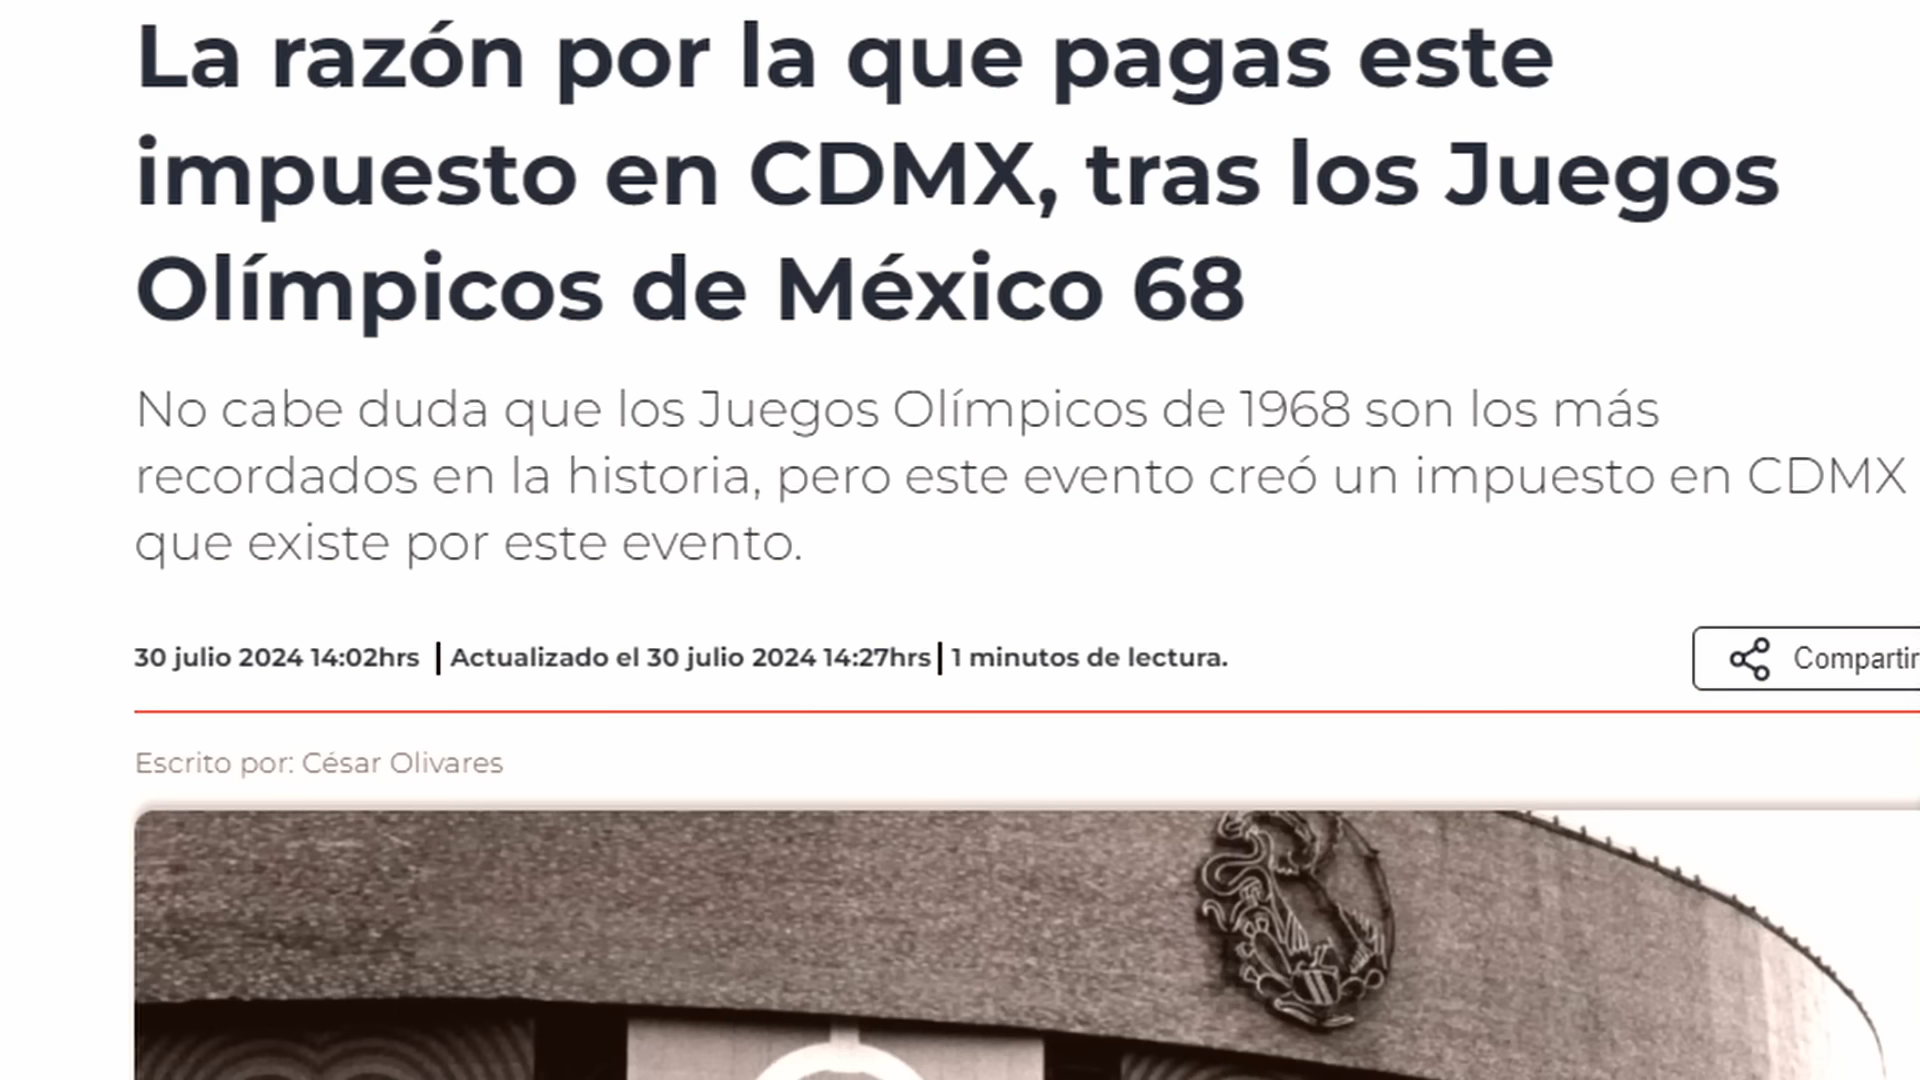 La razón por la que pagas este
impuesto en CDMX, tras los Juegos
Olímpicos de México 68
No cabe duda que los Juegos Olímpicos de 1968 son los más
recordados en la historia, pero este evento creó un impuesto en CDMX
que existe por este evento.
30 julio 2024 14:02hrs | Actualizado el 30 julio 2024 14:27hrs | 1 minutos de lectura.
Compartir
Escrito por: César Olivares